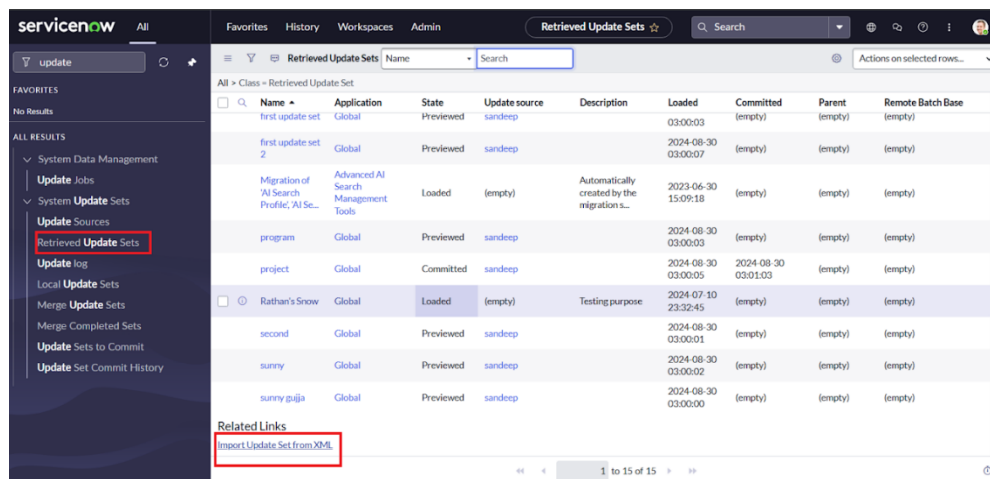 servicenow All Favorites History Workspaces Admin Retrieved Update Sets Search
update
Retrieved Update Sets Name Search Actions on selected rows...
All > Class = Retrieved Update Set
FAVORITES
No Results
ALL RESULTS
System Data Management
Update Jobs
System Update Sets
Update Sources
Retrieved Update Sets
Update log
Local Update Sets
Merge Update Sets
Merge Completed Sets
Update Sets to Commit
Update Set Commit History
Name Application State Update source Description Loaded Committed Parent Remote Batch Base
first update set Global Previewed sandeep 03:00:03 (empty) (empty) (empty)
first update set
2 Global Previewed sandeep 2024-08-30
03:00:07 (empty) (empty) (empty)
Migration of
'AI Search
Profile', 'AI Se...
Advanced AI
Search
Management
Tools
Loaded (empty)
Automatically
created by the
migration s...
2023-06-30
15:09:18
(empty) (empty) (empty)
program Global Previewed sandeep 2024-08-30
03:00:03 (empty) (empty) (empty)
project Global Committed sandeep 2024-08-30
03:00:05
2024-08-30
03:01:03
(empty) (empty)
Rathan's Snow Global Loaded (empty) Testing purpose 2024-07-10
23:32:45 (empty) (empty) (empty)
second Global Previewed sandeep 2024-08-30
03:00:01 (empty) (empty) (empty)
sunny Global Previewed sandeep 2024-08-30
03:00:02 (empty) (empty) (empty)
sunny gujja Global Previewed sandeep 2024-08-30
03:00:00 (empty) (empty) (empty)
Related Links
Import Update Set from XML
1 to 15 of 15